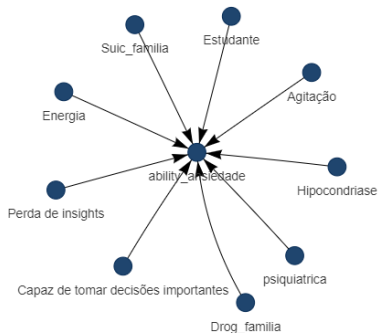 Estudante
Suic_familia
Agitação
Energia
ability_ansiedade
Hipocondriase
Perda de insights
psiquiatrica
Capaz de tomar decisões importantes
Drog_familia